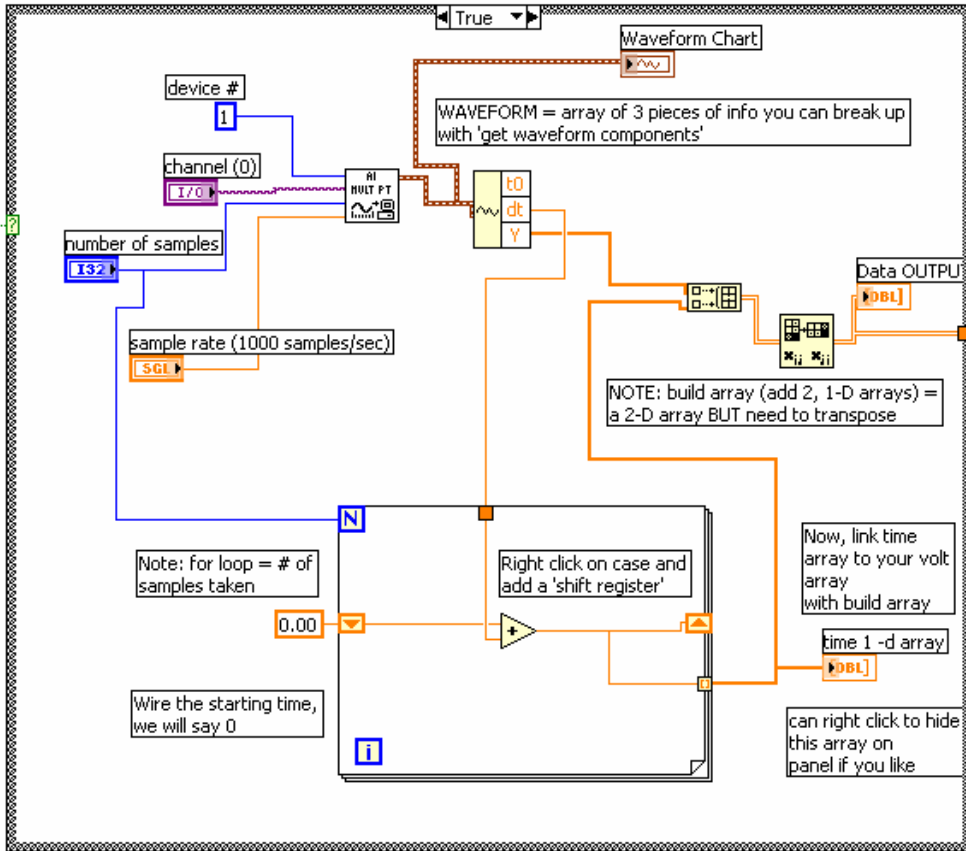 True
Waveform Chart
device #
1
WAVEFORM = array of 3 pieces of info you can break up
with 'get waveform components'
channel (0)
I/O
AI
MULT PT
t0
dt
Y
?
number of samples
I32
Data OUTPU
DBL]
sample rate (1000 samples/sec)
SGL
NOTE: build array (add 2, 1-D arrays) =
a 2-D array BUT need to transpose
N
Note: for loop = # of
samples taken
Right click on case and
add a 'shift register'
Now, link time
array to your volt
array
with build array
0.00
+
time 1 -d array
DBL]
Wire the starting time,
we will say 0
i
can right click to hide
this array on
panel if you like